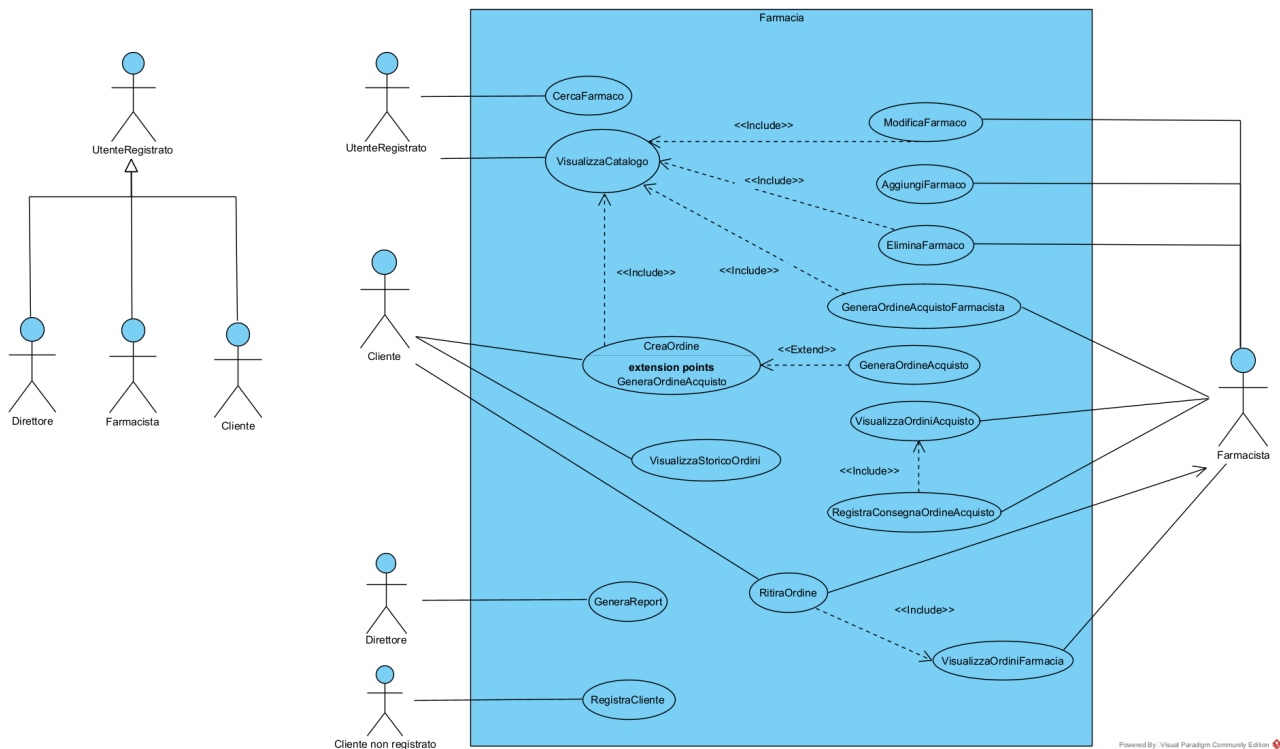 Farmacia
UtenteRegistrato
Direttore
Farmacista
Cliente
UtenteRegistrato
Cliente
Direttore
Cliente non registrato
CercaFarmaco
VisualizzaCatalogo
<<Include>>
ModificaFarmaco
<<Include>>
AggiungiFarmaco
EliminaFarmaco
<<Include>>
<<Include>>
GeneraOrdineAcquistoFarmacista
CreaOrdine
extension points
GeneraOrdineAcquisto
<<Extend>>
GeneraOrdineAcquisto
VisualizzaOrdiniAcquisto
VisualizzaStoricoOrdini
<<Include>>
RegistraConsegnaOrdineAcquisto
Farmacista
GeneraReport
RitiraOrdine
<<Include>>
VisualizzaOrdiniFarmacia
RegistraCliente
Powered By: Visual Paradigm Community Edition